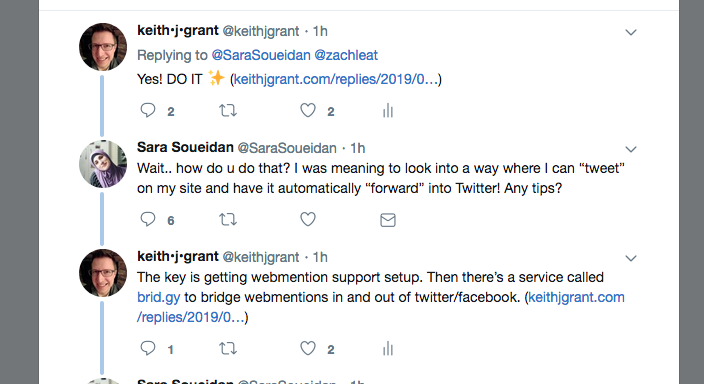 keith•j•grant @keithjgrant · 1h
Replying to @SaraSoueidan @zachleat
Yes! DO IT ✨ (keithjgrant.com/replies/2019/0…)
2 2
Sara Soueidan @SaraSoueidan · 1h
Wait.. how do u do that? I was meaning to look into a way where I can “tweet”
on my site and have it automatically “forward” into Twitter! Any tips?
6
keith•j•grant @keithjgrant · 1h
The key is getting webmention support setup. Then there’s a service called
brid.gy to bridge webmentions in and out of twitter/facebook. (keithjgrant.com
/replies/2019/0…)
1 2
Sara Soueidan @SaraSoueidan · 1h